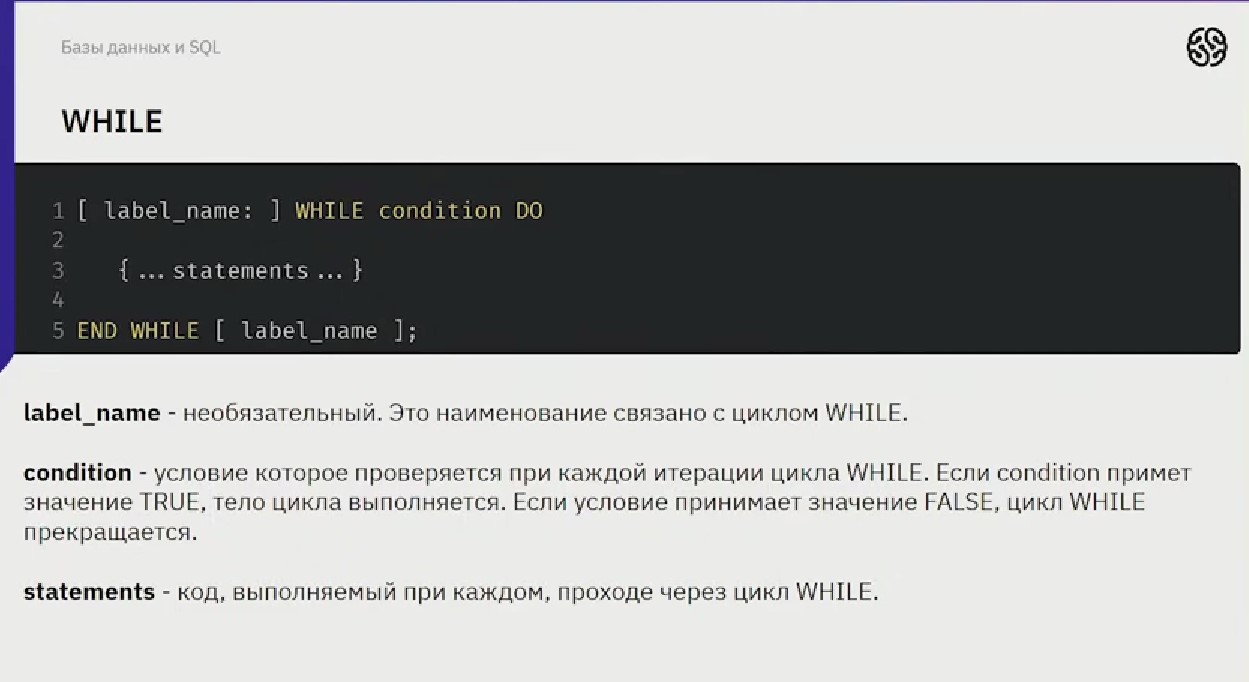 Базы данных и SQL
WHILE
1 [ label_name: ] WHILE condition DO
2
3 { ... statements ... }
4
5 END WHILE [ label_name ];
label_name - необязательный. Это наименование связано с циклом WHILE.
condition - условие которое проверяется при каждой итерации цикла WHILE. Если condition примет
значение TRUE, тело цикла выполняется. Если условие принимает значение FALSE, цикл WHILE
прекращается.
statements - код, выполняемый при каждом, проходе через цикл WHILE.